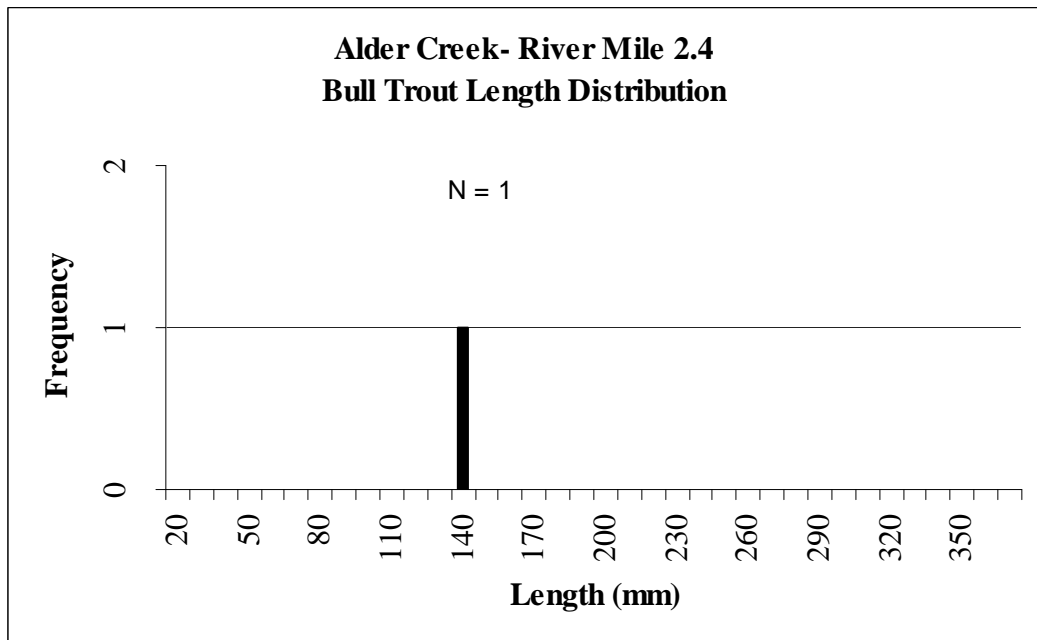 Alder Creek- River Mile 2.4
Bull Trout Length Distribution
N = 1
Frequency
2
1
0
20 50 80 110 140 170 200 230 260 290 320 350
Length (mm)